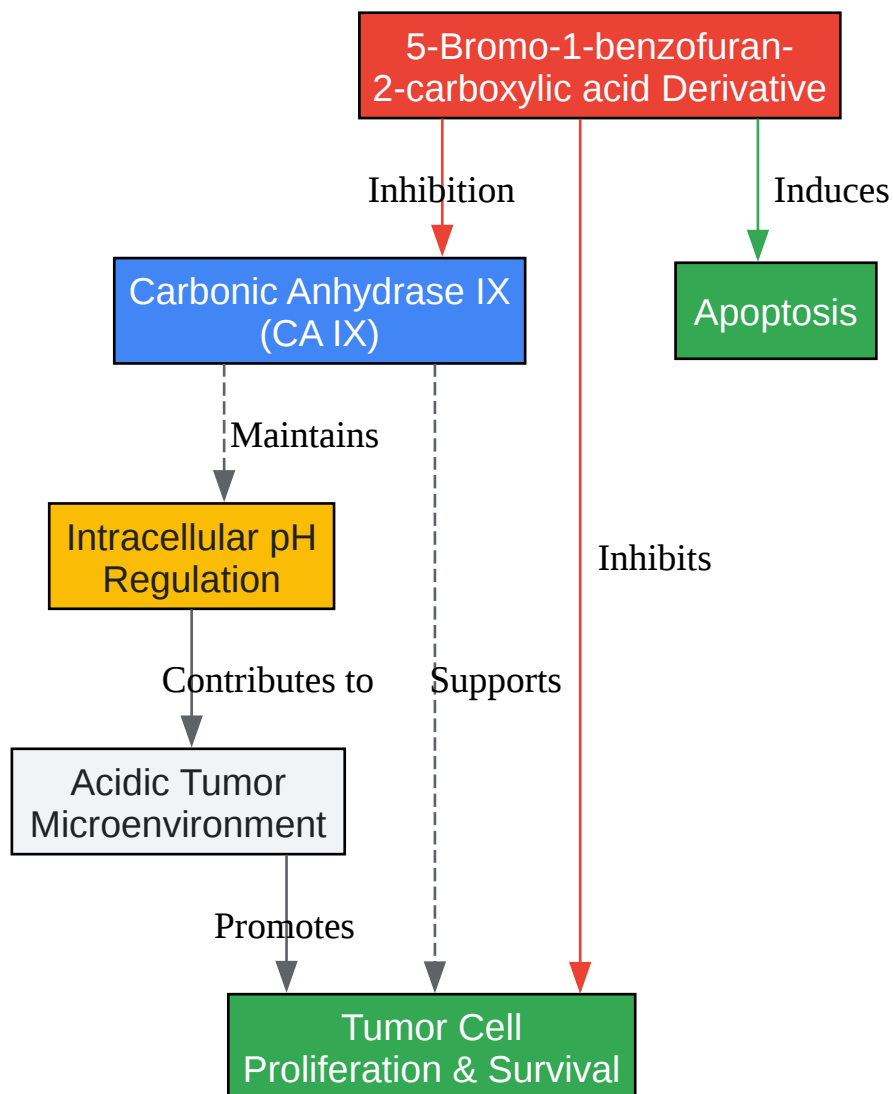 5-Bromo-1-benzofuran-
2-carboxylic acid Derivative
Inhibition
Induces
Carbonic Anhydrase IX
(CA IX)
Apoptosis
Maintains
Intracellular pH
Regulation
Inhibits
Contributes to
Supports
Acidic Tumor
Microenvironment
Promotes
Tumor Cell
Proliferation & Survival